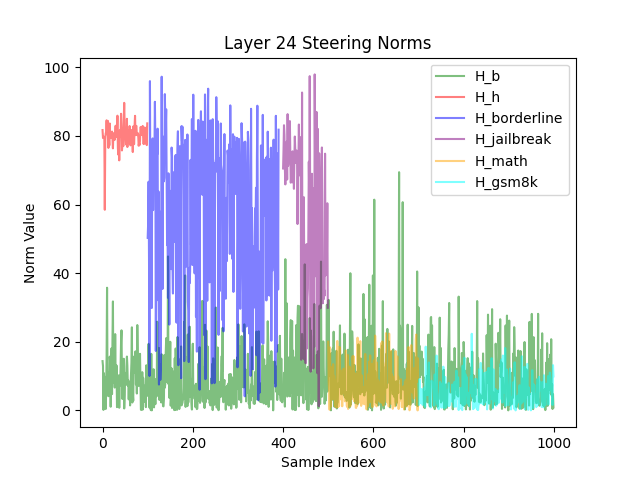 Layer 24 Steering Norms
100
80
60
40
20
0
Norm Value
0 200 400 600 800 1000
Sample Index
H_b
H_h
H_borderline
H_jailbreak
H_math
H_gsm8k